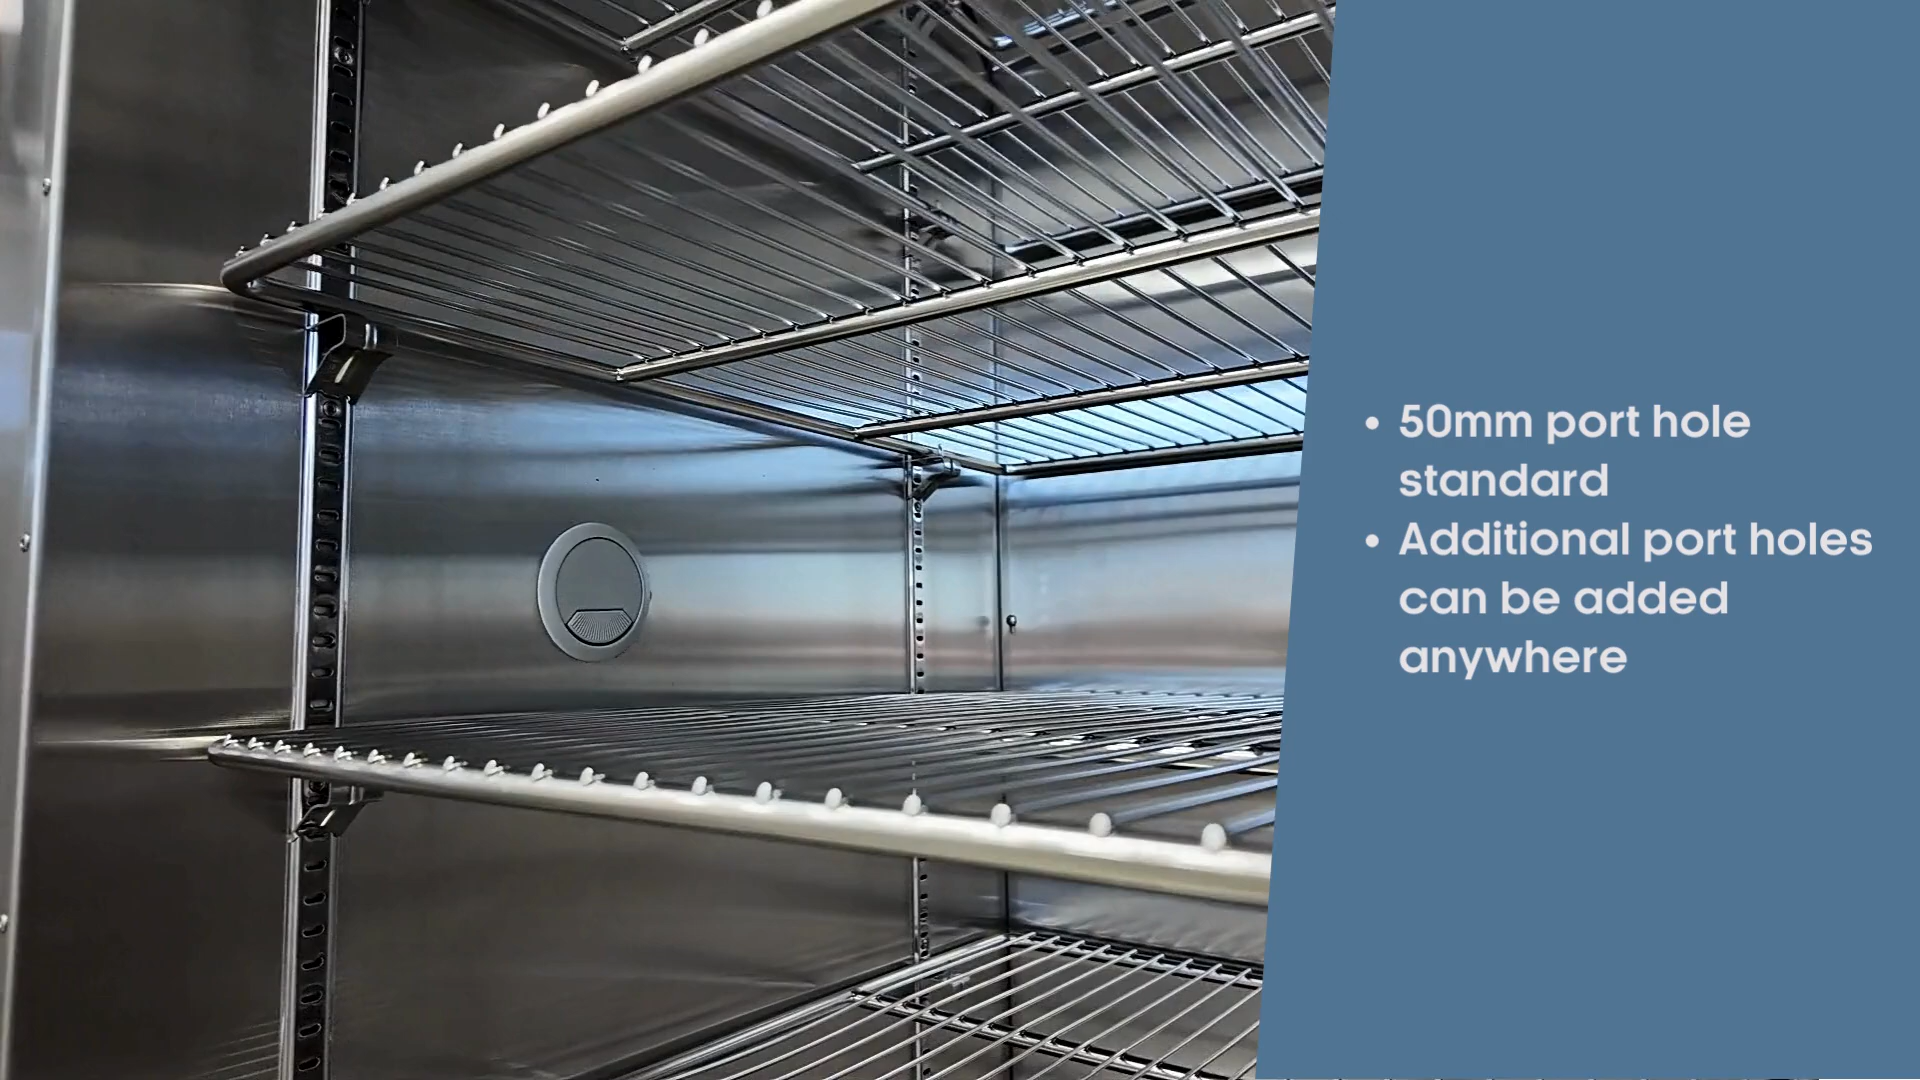 • 50mm port hole
standard
• Additional port holes
can be added
anywhere